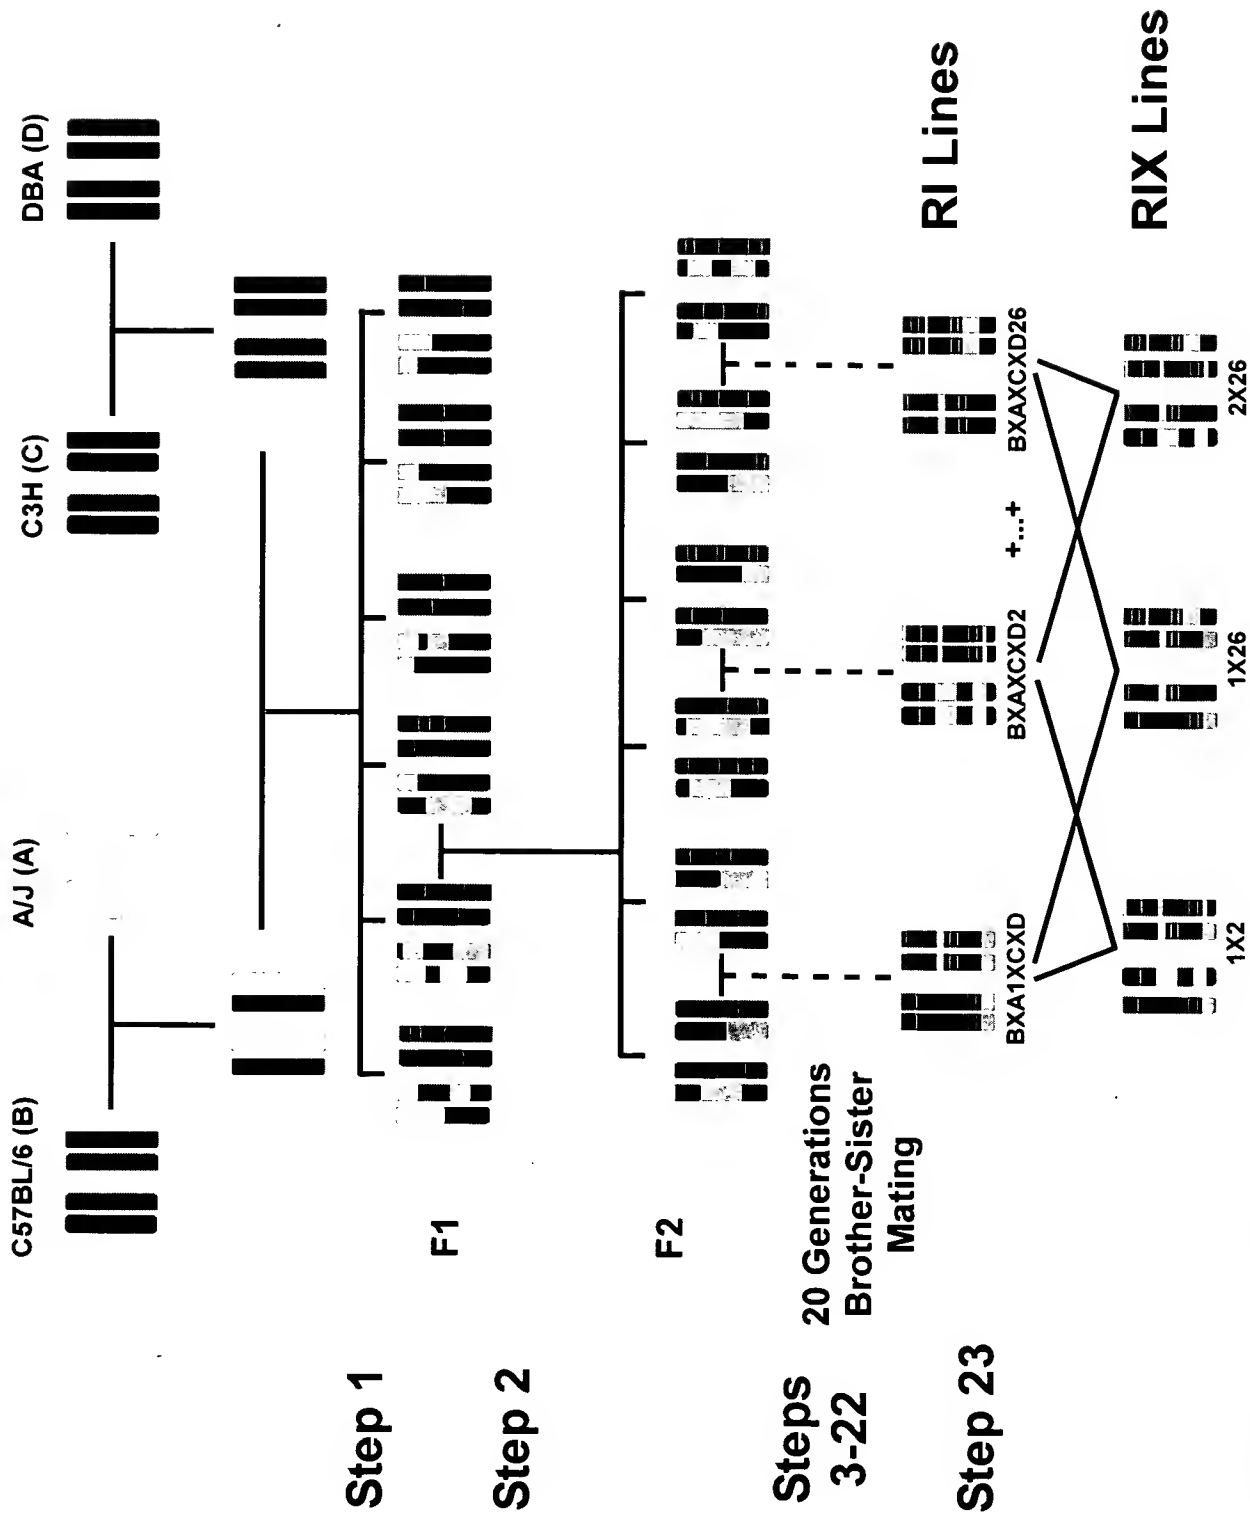 C57BL/6 (B)
A/J (A)
C3H (C)
DBA (D)
Step 1
F1
Step 2
F2
Steps
3-22
20 Generations
Brother-Sister
Mating
Step 23
BXA1XCXD
BXAXCXD2
+...+
BXAXCXD26
RI Lines
1X2
1X26
2X26
RIX Lines